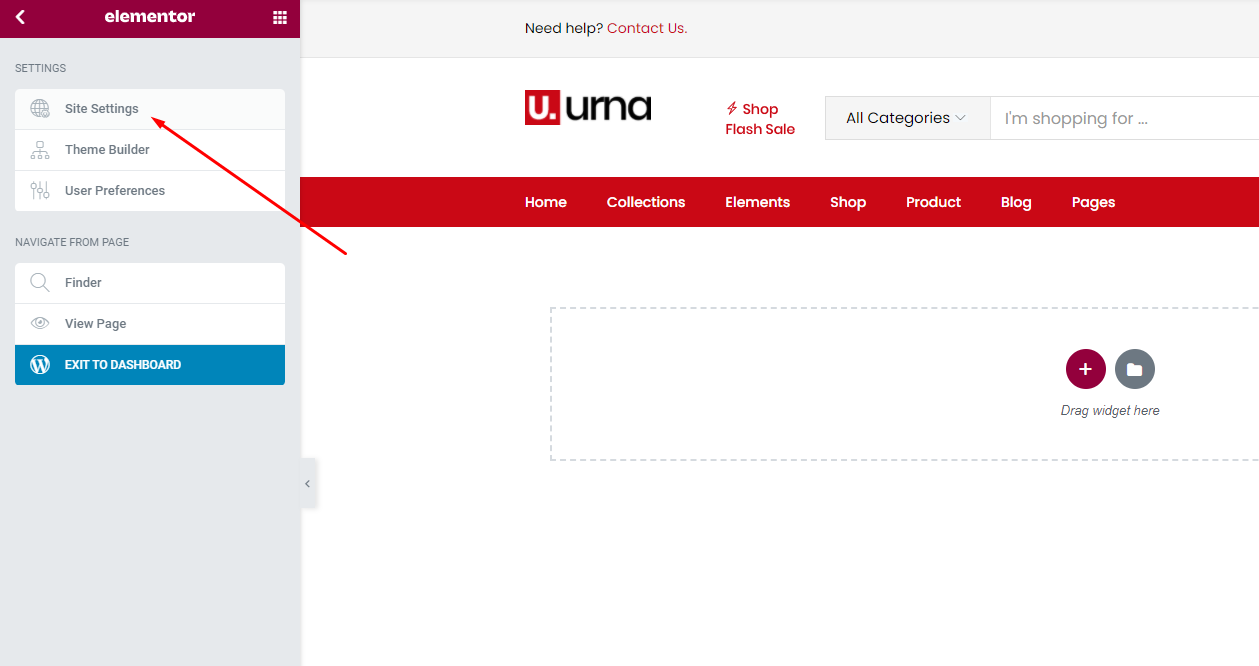 elementor
SETTINGS
Site Settings
Theme Builder
User Preferences
NAVIGATE FROM PAGE
Finder
View Page
EXIT TO DASHBOARD
Need help? Contact Us.
U. urna
Shop
Flash Sale
All Categories
I'm shopping for ...
Home Collections Elements Shop Product Blog Pages
Drag widget here